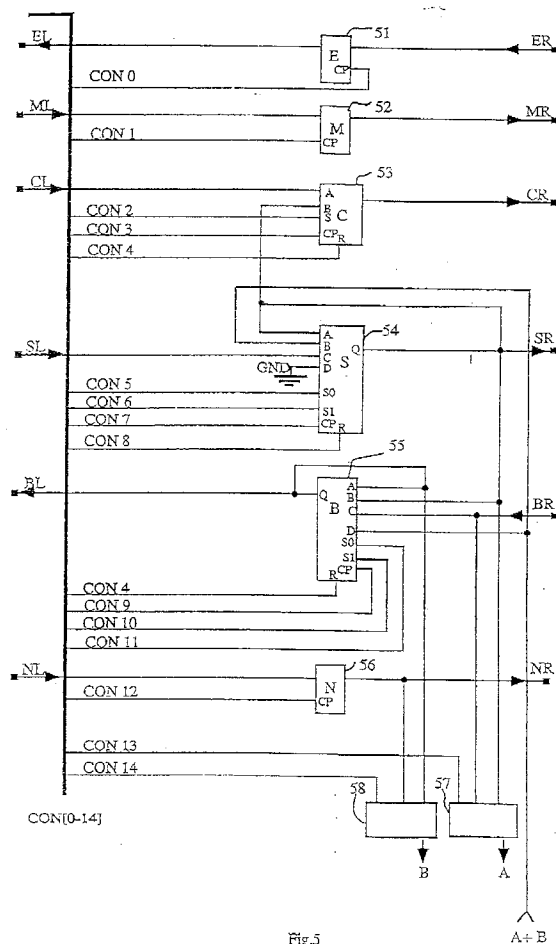 EL 51 ER
E
CP
CON 0
ML 52 MR
M
CON 1
CP
CL 53 CR
A
B
CON 2
S C
CON 3
CP R
CON 4
A 54
B Q SR
SL C S
GND D
CON 5 S0
CON 6 S1
CON 7 CP R
CON 8
55
BL Q A
B B
C BR
D
S0
S1
CON 4 R CP
CON 9
CON 10
CON 11
NL 56 NR
N
CON 12 CP
CON 13
CON 14
58 57
CON[0-14]
B A
Fig.5 A÷B